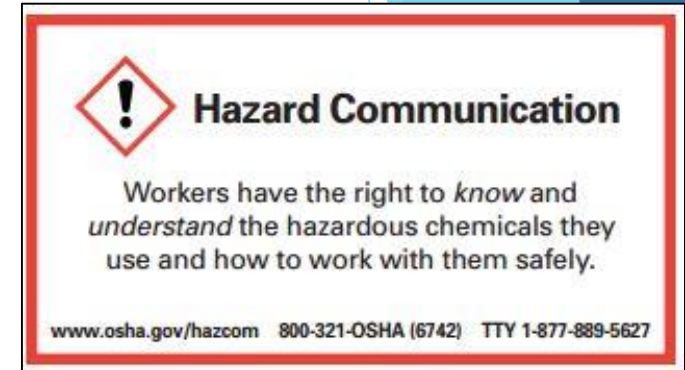 Hazard Communication
Workers have the right to know and
understand the hazardous chemicals they
use and how to work with them safely.
www.osha.gov/hazcom 800-321-OSHA (6742) TTY 1-877-889-5627